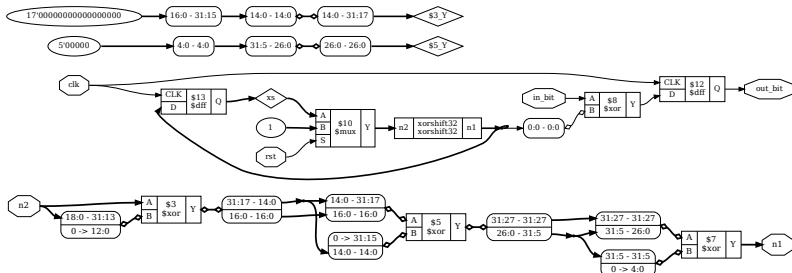 17'00000000000000000 16:0 - 31:15 14:0 - 14:0 14:0 - 31:17 $3_Y
5'00000 4:0 - 4:0 31:5 - 26:0 26:0 - 26:0 $5_Y
clk CLK D $13 $dff Q xs
1
rst
A B S $10 $mux Y
n2 xorshift32 xorshift32 n1
0:0 - 0:0
in_bit A B $8 $xor Y
CLK D $12 $dff Q out_bit
n2
18:0 - 31:13
0 -> 12:0
A B $3 $xor Y
31:17 - 14:0
16:0 - 16:0
14:0 - 31:17
16:0 - 16:0
0 -> 31:15
14:0 - 14:0
A B $5 $xor Y
31:27 - 31:27
26:0 - 31:5
31:27 - 31:27
31:5 - 26:0
31:5 - 31:5
0 -> 4:0
A B $7 $xor Y
n1